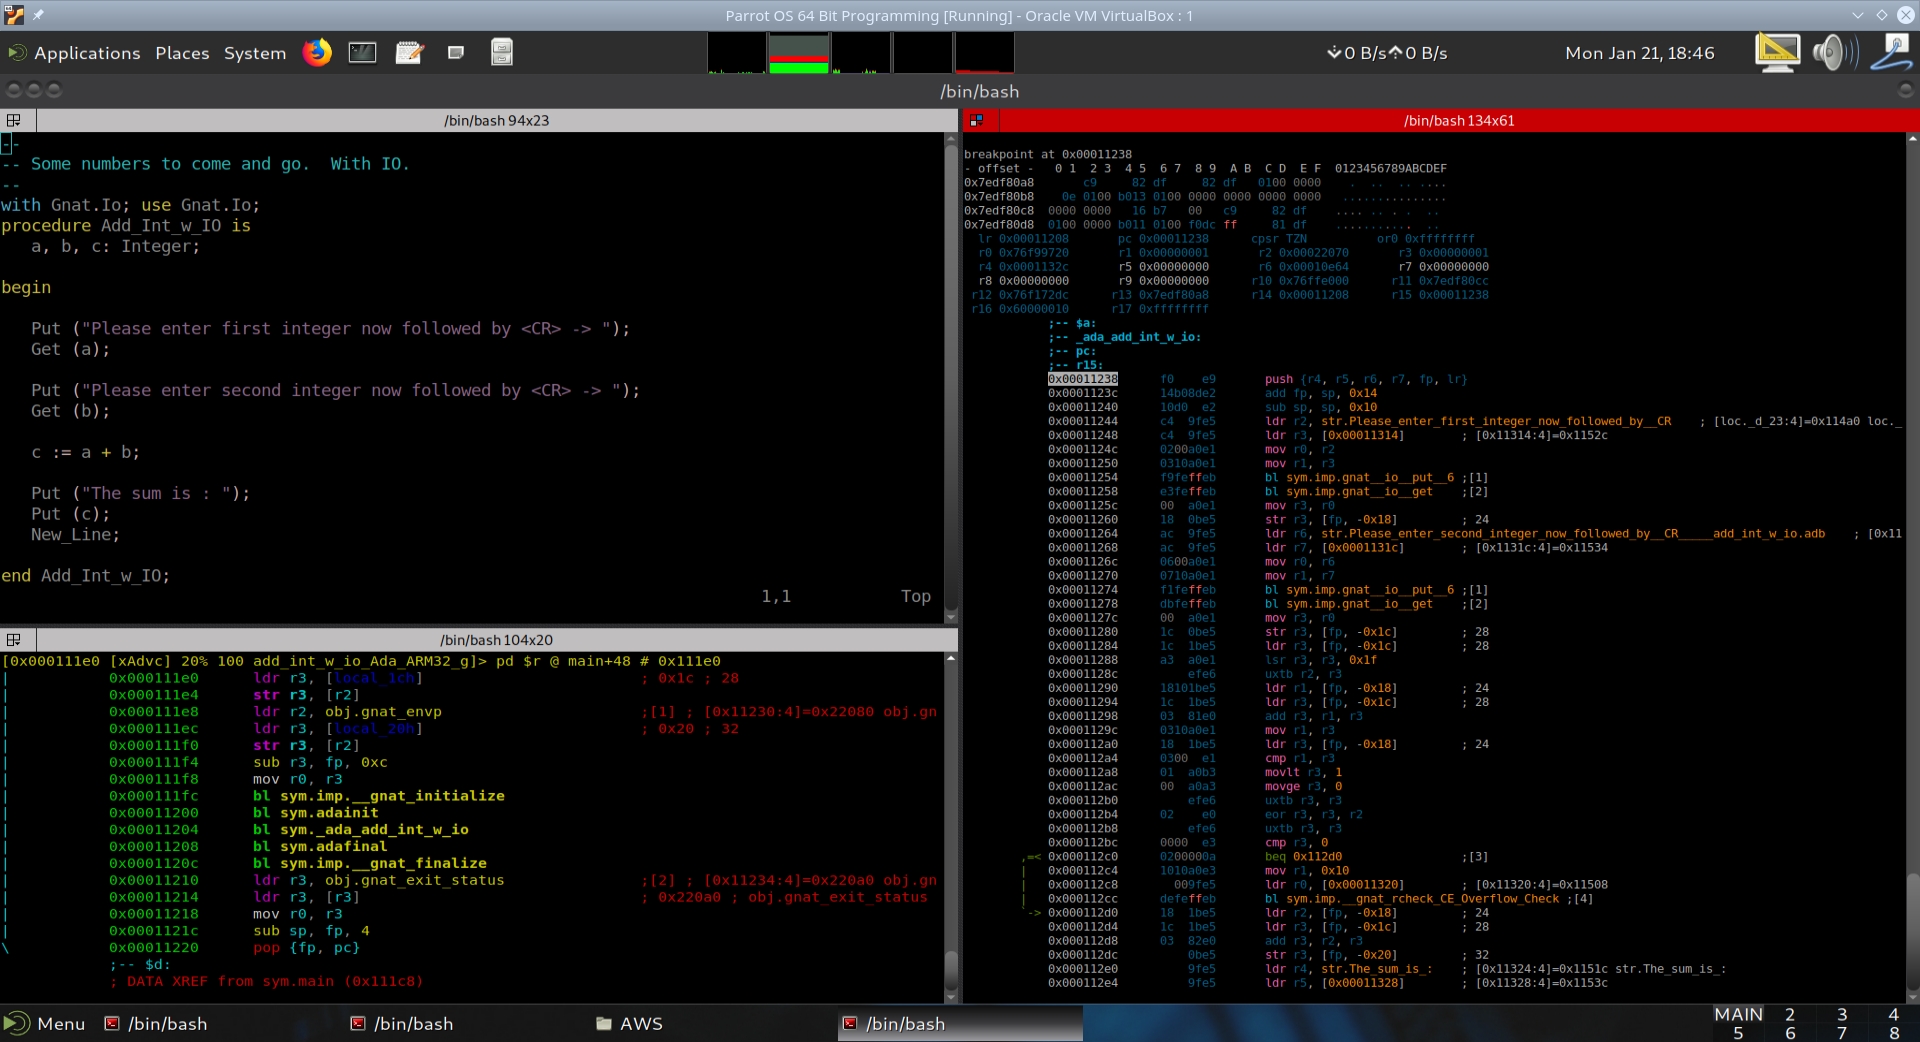 Parrot OS 64 Bit Programming [Running] - Oracle VM VirtualBox : 1
Applications Places System
0 B/s 0 B/s
Mon Jan 21, 18:46
/bin/bash
/bin/bash 94x23
--
-- Some numbers to come and go.  With IO.
--
with Gnat.Io; use Gnat.Io;
procedure Add_Int_w_IO is
   a, b, c: Integer;
begin
   Put ("Please enter first integer now followed by <CR> -> ");
   Get (a);
   Put ("Please enter second integer now followed by <CR> -> ");
   Get (b);
   c := a + b;
   Put ("The sum is : ");
   Put (c);
   New_Line;
end Add_Int_w_IO;
1,1 Top
/bin/bash 104x20
[0x000111e0 [xAdvc] 20% 100 add_int_w_io_Ada_ARM32_g]> pd $r @ main+48 # 0x111e0
| 0x000111e0 ldr r3, [local_1ch] ; 0x1c ; 28
| 0x000111e4 str r3, [r2]
| 0x000111e8 ldr r2, obj.gnat_envp ;[1] ; [0x11230:4]=0x22080 obj.gn
| 0x000111ec ldr r3, [local_20h] ; 0x20 ; 32
| 0x000111f0 str r3, [r2]
| 0x000111f4 sub r3, fp, 0xc
| 0x000111f8 mov r0, r3
| 0x000111fc bl sym.imp.__gnat_initialize
| 0x00011200 bl sym.adainit
| 0x00011204 bl sym._ada_add_int_w_io
| 0x00011208 bl sym.adafinal
| 0x0001120c bl sym.imp.__gnat_finalize
| 0x00011210 ldr r3, obj.gnat_exit_status ;[2] ; [0x11234:4]=0x220a0 obj.gn
| 0x00011214 ldr r3, [r3] ; 0x220a0 ; obj.gnat_exit_status
| 0x00011218 mov r0, r3
| 0x0001121c sub sp, fp, 4
\ 0x00011220 pop {fp, pc}
;-- $d:
; DATA XREF from sym.main (0x111c8)
/bin/bash 134x61
breakpoint at 0x00011238
- offset - 0 1 2 3 4 5 6 7 8 9 A B C D E F 0123456789ABCDEF
0x7edf80a8 c9 82 df 82 df 0100 0000 . .. .. ....
0x7edf80b8 0e 0100 b013 0100 0000 0000 0000 0000 ...............
0x7edf80c8 0000 0000 16 b7 00 c9 82 df .... .. . . ..
0x7edf80d8 0100 0000 b011 0100 f0dc ff 81 df ........... ..
lr 0x00011208 pc 0x00011238 cpsr TZN or0 0xffffffff
r0 0x76f99720 r1 0x00000001 r2 0x00022070 r3 0x00000001
r4 0x0001132c r5 0x00000000 r6 0x00010e64 r7 0x00000000
r8 0x00000000 r9 0x00000000 r10 0x76ffe000 r11 0x7edf80cc
r12 0x76f172dc r13 0x7edf80a8 r14 0x00011208 r15 0x00011238
r16 0x60000010 r17 0xffffffff
;-- $a:
;-- _ada_add_int_w_io:
;-- pc:
;-- r15:
0x00011238 f0 e9 push {r4, r5, r6, r7, fp, lr}
0x0001123c 14b08de2 add fp, sp, 0x14
0x00011240 10d0 e2 sub sp, sp, 0x10
0x00011244 c4 9fe5 ldr r2, str.Please_enter_first_integer_now_followed_by__CR ; [loc._d_23:4]=0x114a0 loc._
0x00011248 c4 9fe5 ldr r3, [0x00011314] ; [0x11314:4]=0x1152c
0x0001124c 0200a0e1 mov r0, r2
0x00011250 0310a0e1 mov r1, r3
0x00011254 f9feffeb bl sym.imp.gnat__io__put__6 ;[1]
0x00011258 e3feffeb bl sym.imp.gnat__io__get ;[2]
0x0001125c 00 a0e1 mov r3, r0
0x00011260 18 0be5 str r3, [fp, -0x18] ; 24
0x00011264 ac 9fe5 ldr r6, str.Please_enter_second_integer_now_followed_by__CR_____add_int_w_io.adb ; [0x11
0x00011268 ac 9fe5 ldr r7, [0x0001131c] ; [0x1131c:4]=0x11534
0x0001126c 0600a0e1 mov r0, r6
0x00011270 0710a0e1 mov r1, r7
0x00011274 f1feffeb bl sym.imp.gnat__io__put__6 ;[1]
0x00011278 dbfeffeb bl sym.imp.gnat__io__get ;[2]
0x0001127c 00 a0e1 mov r3, r0
0x00011280 1c 0be5 str r3, [fp, -0x1c] ; 28
0x00011284 1c 1be5 ldr r3, [fp, -0x1c] ; 28
0x00011288 a3 a0e1 lsr r3, r3, 0x1f
0x0001128c efe6 uxtb r2, r3
0x00011290 18101be5 ldr r1, [fp, -0x18] ; 24
0x00011294 1c 1be5 ldr r3, [fp, -0x1c] ; 28
0x00011298 03 81e0 add r3, r1, r3
0x0001129c 0310a0e1 mov r1, r3
0x000112a0 18 1be5 ldr r3, [fp, -0x18] ; 24
0x000112a4 0300 e1 cmp r1, r3
0x000112a8 01 a0b3 movlt r3, 1
0x000112ac 00 a0a3 movge r3, 0
0x000112b0 efe6 uxtb r3, r3
0x000112b4 02 e0 eor r3, r3, r2
0x000112b8 efe6 uxtb r3, r3
0x000112bc 0000 e3 cmp r3, 0
,=< 0x000112c0 0200000a beq 0x112d0 ;[3]
| 0x000112c4 1010a0e3 mov r1, 0x10
| 0x000112c8 009fe5 ldr r0, [0x00011320] ; [0x11320:4]=0x11508
| 0x000112cc defeffeb bl sym.imp.__gnat_rcheck_CE_Overflow_Check ;[4]
`-> 0x000112d0 18 1be5 ldr r2, [fp, -0x18] ; 24
0x000112d4 1c 1be5 ldr r3, [fp, -0x1c] ; 28
0x000112d8 03 82e0 add r3, r2, r3
0x000112dc 0be5 str r3, [fp, -0x20] ; 32
0x000112e0 9fe5 ldr r4, str.The_sum_is_: ; [0x11324:4]=0x1151c str.The_sum_is_:
0x000112e4 9fe5 ldr r5, [0x00011328] ; [0x11328:4]=0x1153c
Menu /bin/bash /bin/bash AWS /bin/bash
MAIN 2 3 4
5 6 7 8